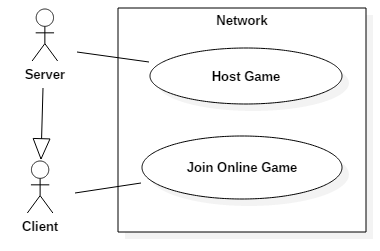 Network
Server
Host Game
Join Online Game
Client